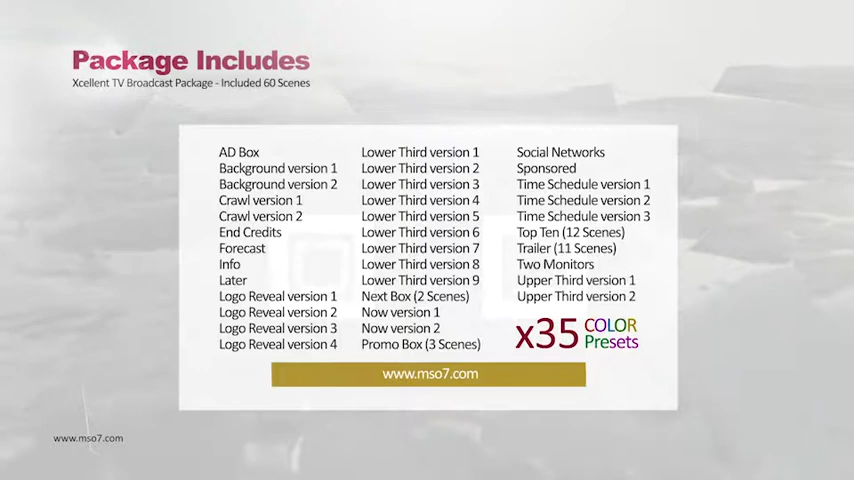 Package Includes
Xcellent TV Broadcast Package - Included 60 Scenes
AD Box
Background version 1
Background version 2
Crawl version 1
Crawl version 2
End Credits
Forecast
Info
Later
Logo Reveal version 1
Logo Reveal version 2
Logo Reveal version 3
Logo Reveal version 4
Lower Third version 1
Lower Third version 2
Lower Third version 3
Lower Third version 4
Lower Third version 5
Lower Third version 6
Lower Third version 7
Lower Third version 8
Lower Third version 9
Next Box (2 Scenes)
Now version 1
Now version 2
Promo Box (3 Scenes)
Social Networks
Sponsored
Time Schedule version 1
Time Schedule version 2
Time Schedule version 3
Top Ten (12 Scenes)
Trailer (11 Scenes)
Two Monitors
Upper Third version 1
Upper Third version 2
x35 COLOR
Presets
www.mso7.com
www.mso7.com